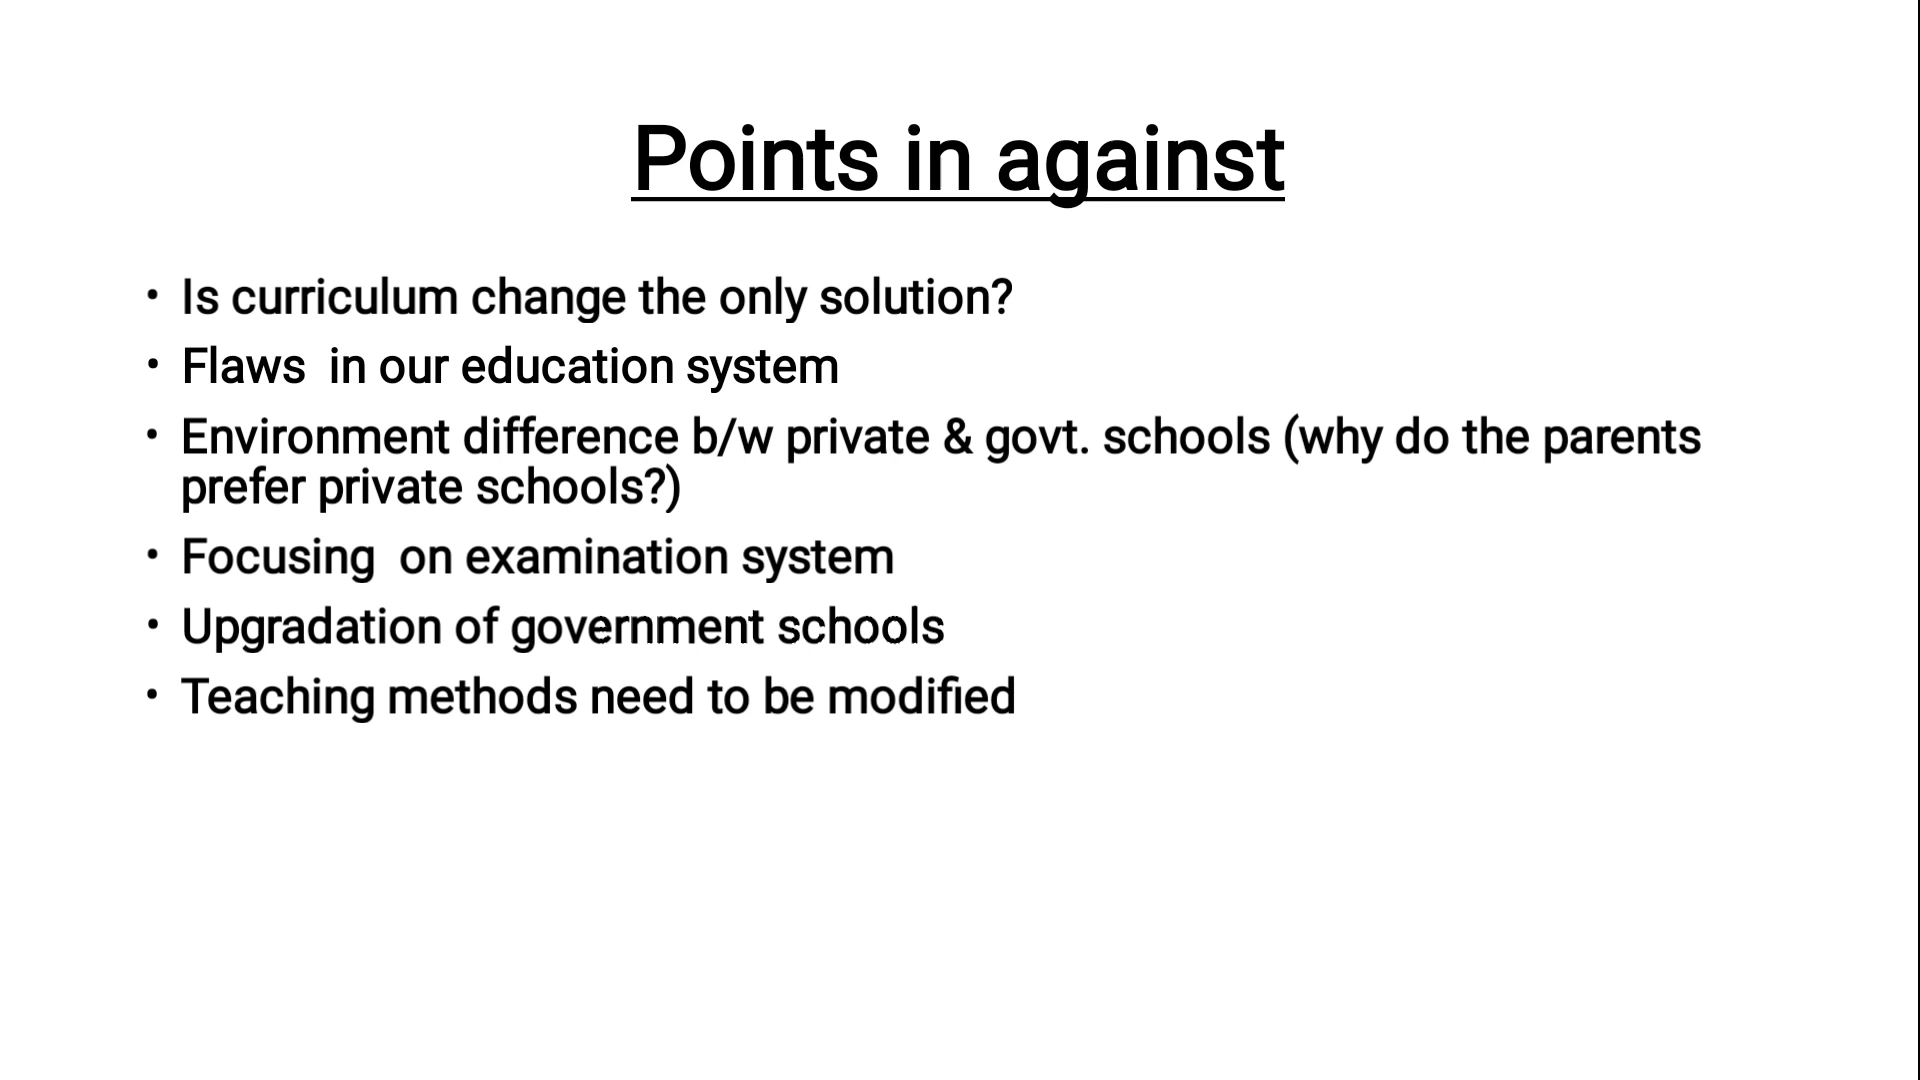 Points in against
• Is curriculum change the only solution?
• Flaws  in our education system
• Environment difference b/w private & govt. schools (why do the parents
prefer private schools?)
• Focusing  on examination system
• Upgradation of government schools
• Teaching methods need to be modified